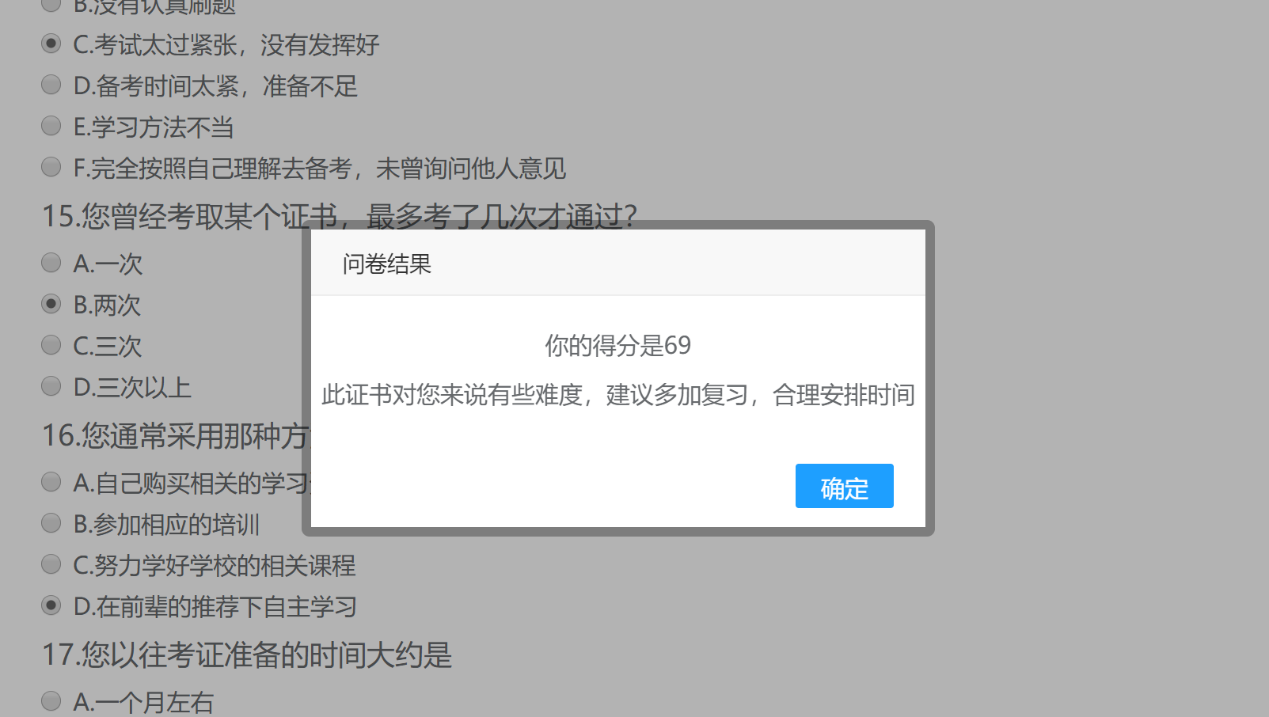 B.没有认真刷题
C.考试太过紧张，没有发挥好
D.备考时间太紧，准备不足
E.学习方法不当
F.完全按照自己理解去备考，未曾询问他人意见
15.您曾经考取某个证书，最多考了几次才通过?
A.一次
B.两次
C.三次
D.三次以上
问卷结果
你的得分是69
此证书对您来说有些难度，建议多加复习，合理安排时间
确定
16.您通常采用那种方
A.自己购买相关的学习
B.参加相应的培训
C.努力学好学校的相关课程
D.在前辈的推荐下自主学习
17.您以往考证准备的时间大约是
A.一个月左右